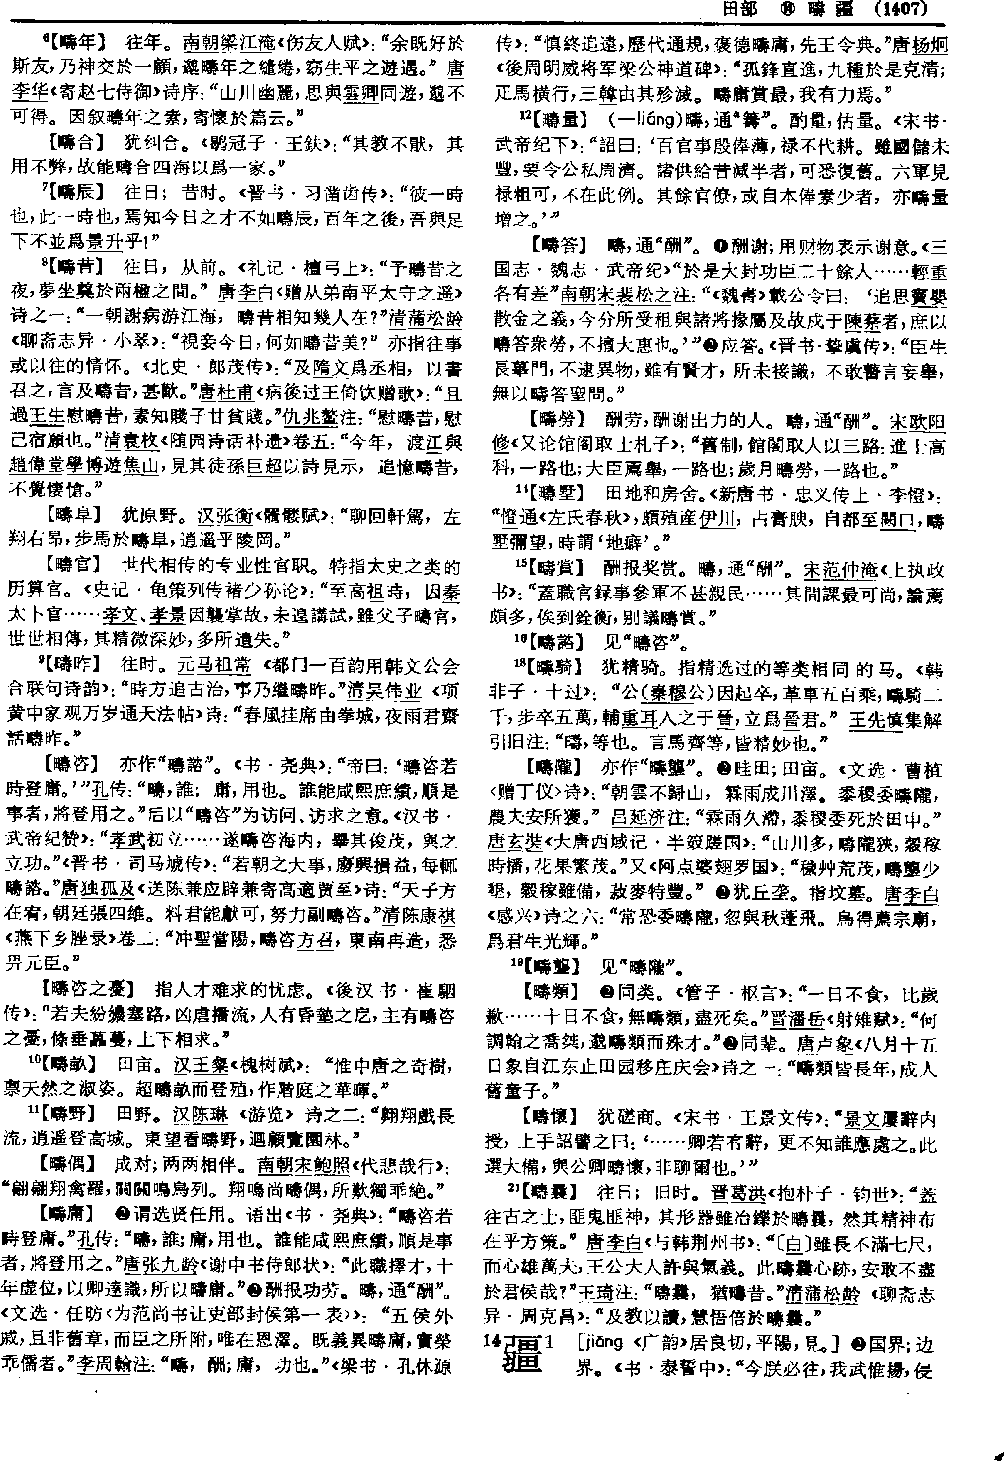 田部 ⑭ 疇 疆 (1407)
⁶【疇年】 往年。南朝梁江淹《伤友人赋》：“余既好於
斯友，乃神交於一顧，邈疇年之缱绻，窃生平之遊遇。”唐
李华《寄赵七侍御》诗序：“山川幽麗，思與雲卿同遊，邈不
可得。因叙疇年之素，寄懷於篇云。”
【疇合】 犹纠合。《鹖冠子·王鈇》：“其教不猒，其
用不弊，故能疇合四海以爲一家。”
⁷【疇辰】 往日；昔时。《晋书·习凿齿传》：“彼一時
也，此一時也，焉知今日之才不如疇辰，百年之後，吾與足
下不並爲景升乎！”
⁸【疇昔】 往日，从前。《礼记·檀弓上》：“予疇昔之
夜，夢坐奠於兩楹之間。”唐李白《赠从弟南平太守之遥》
诗之一：“一朝謝病游江海，疇昔相知幾人在？”清蒲松龄
《聊斋志异·小翠》：“視妾今日，何如疇昔美？”亦指往事
或以往的情怀。《北史·郎茂传》：“及隋文爲丞相，以書
召之，言及疇昔，甚歡。”唐杜甫《病後过王倚饮赠歌》：“且
過王生慰疇昔，素知賤子甘貧賤。”仇兆鳌注：“慰疇昔，慰
己宿願也。”清袁枚《随园诗话补遗》卷五：“今年，渡江與
趙偉堂學博遊焦山，見其徒孫巨超以詩見示，追憶疇昔，
不覺悽愴。”
【疇阜】 犹原野。汉张衡《髑髅赋》：“聊回軒駕，左
翔右昂，步馬於疇阜，逍遥乎陵岡。”
【疇官】 世代相传的专业性官职。特指太史之类的
历算官。《史记·龟策列传褚少孙论》：“至高祖時，因秦
太卜官……孝文、孝景因襲掌故，未遑講試，雖父子疇官，
世世相傳，其精微深妙，多所遺失。”
⁹【疇昨】 往时。元马祖常《都门一百韵用韩文公会
合联句诗韵》：“時方追古治，事乃繼疇昨。”清吴伟业《项
黄中家观万岁通天法帖》诗：“春風挂席由拳城，夜雨君齋
話疇昨。”
【疇咨】 亦作“疇諮”。《书·尧典》：“帝曰：‘疇咨若
時登庸。’”孔传：“疇，誰；庸，用也。誰能咸熙庶績，順是
事者，將登用之。”后以“疇咨”为访问、访求之意。《汉书·
武帝纪赞》：“孝武初立……遂疇咨海内，舉其俊茂，與之
立功。”《晋书·司马城传》：“若朝之大事，廢興損益，每輒
疇諮。”唐独孤及《送陈兼应辟兼寄高適贾至》诗：“天子方
在宥，朝廷張四维。料君能獻可，努力副疇咨。”清陈康祺
《燕下乡脞录》卷二：“冲聖當陽，疇咨方召，東南再造，悉
畀元臣。”
【疇咨之憂】 指人才难求的忧虑。《後汉书·崔駰
传》：“若夫紛㩴塞路，凶虐播流，人有昏墊之戹，主有疇咨
之憂，條垂藟蔓，上下相求。”
¹⁰【疇畝】 田亩。汉王粲《槐树赋》：“惟中唐之奇樹，
稟天然之淑姿。超疇畝而登殖，作階庭之華暉。”
¹¹【疇野】 田野。汉陈琳《游览》诗之二：“翱翔戲長
流，逍遥登高城。東望看疇野，迴顧覽園林。”
【疇偶】 成对；两两相伴。南朝宋鲍照《代悲哉行》：
“翩翩翔禽羅，關關鳴鳥列。翔鳴尚疇偶，所歎獨乖絶。”
【疇庸】 ❶谓选贤任用。语出《书·尧典》：“疇咨若
時登庸。”孔传：“疇，誰；庸，用也。誰能咸熙庶績，順是事
者，將登用之。”唐张九龄《谢中书侍郎状》：“此職擇才，十
年虚位，以卿達識，所以疇庸。”❷酬报功劳。疇，通“酬”。
《文选·任昉〈为范尚书让吏部封侯第一表〉》：“五侯外
戚，且非舊章，而臣之所附，唯在恩澤。既義異疇庸，實榮
乖儒者。”李周翰注：“疇，酬；庸，功也。”《梁书·孔休源
传》：“慎終追遠，歷代通規，褒德疇庸，先王令典。”唐杨炯
《後周明威将军梁公神道碑》：“孤鋒直進，九種於是克清；
疋馬横行，三韓由其殄滅。疇庸賞最，我有力焉。”
¹²【疇量】 （—liáng）疇，通“籌”。酌量，估量。《宋书·
武帝纪下》：“詔曰：‘百官事殷俸薄，禄不代耕。雖國儲未
豐，要令公私周濟。諸供給昔減半者，可悉復舊。六軍見
禄粗可，不在此例。其餘官僚，或自本俸素少者，亦疇量
增之。’”
【疇答】 疇，通“酬”。❶酬谢；用财物表示谢意。《三
国志·魏志·武帝纪》“於是大封功臣二十餘人……輕重
各有差”南朝宋裴松之注：“《魏書》載公令曰：‘追思竇嬰
散金之義，今分所受租與諸將掾屬及故戍于陳蔡者，庶以
疇答衆勞，不擅大惠也。’”❷应答。《晋书·挚虞传》：“臣生
長蓽門，不逮異物，雖有賢才，所未接識，不敢瞽言妄舉，
無以疇答聖問。”
【疇勞】 酬劳，酬谢出力的人。疇，通“酬”。宋欧阳
修《又论馆阁取士札子》：“舊制，館閣取人以三路：進士高
科，一路也；大臣薦舉，一路也；歲月疇勞，一路也。”
¹⁴【疇墅】 田地和房舍。《新唐书·忠义传上·李憕》：
“憕通《左氏春秋》，頗殖産伊川，占膏腴，自都至闕口，疇
墅彌望，時謂‘地癖’。”
¹⁵【疇賞】 酬报奖赏。疇，通“酬”。宋范仲淹《上执政
书》：“蓋職官録事參軍不甚親民……其間課最可尚，論薦
頗多，俟到銓衡，别議疇賞。”
¹⁶【疇諮】 见“疇咨”。
¹⁸【疇騎】 犹精骑。指精选过的等类相同的马。《韩
非子·十过》：“公（秦穆公）因起卒，革車五百乘，疇騎二
千，步卒五萬，輔重耳入之于晉，立爲晉君。”王先慎集解
引旧注：“疇，等也。言馬齊等，皆精妙也。”
【疇隴】 亦作“疇壟”。❶畦田；田亩。《文选·曹植
〈赠丁仪〉诗》：“朝雲不歸山，霖雨成川澤。黍稷委疇隴，
農夫安所獲。”吕延济注：“霖雨久滯，黍稷委死於田中。”
唐玄奘《大唐西域记·半笯蹉国》：“山川多，疇隴狹，穀稼
時播，花果繁茂。”又《阿点婆翅罗国》：“穢艸荒茂，疇壟少
墾，穀稼雖備，菽麥特豐。”❷犹丘垄。指坟墓。唐李白
《感兴》诗之六：“常恐委疇隴，忽與秋蓬飛。烏得薦宗廟，
爲君生光輝。”
¹⁹【疇壟】 见“疇隴”。
【疇類】 ❶同类。《管子·枢言》：“一日不食，比歲
歉……十日不食，無疇類，盡死矣。”晋潘岳《射雉赋》：“何
調翰之喬桀，邈疇類而殊才。”❷同辈。唐卢象《八月十五
日象自江东止田园移庄庆会》诗之一：“疇類皆長年，成人
舊童子。”
【疇懷】 犹磋商。《宋书·王景文传》：“景文屢辭内
授，上手詔譬之曰：‘……卿若有辭，更不知誰應處之。此
選大備，與公卿疇懷，非聊爾也。’”
²¹【疇曩】 往日；旧时。晋葛洪《抱朴子·钧世》：“蓋
往古之士，匪鬼匪神，其形器雖冶鑠於疇曩，然其精神布
在乎方策。”唐李白《与韩荆州书》：“〔白〕雖長不滿七尺，
而心雄萬夫，王公大人許與氣義。此疇曩心跡，安敢不盡
於君侯哉？”王琦注：“疇曩，猶疇昔。”清蒲松龄《聊斋志
异·周克昌》：“及教以讀，慧悟倍於疇曩。”
¹⁴疆¹ ［jiāng《广韵》居良切，平陽，見。］❶国界；边
界。《书·泰誓中》：“今朕必往，我武惟揚，侵